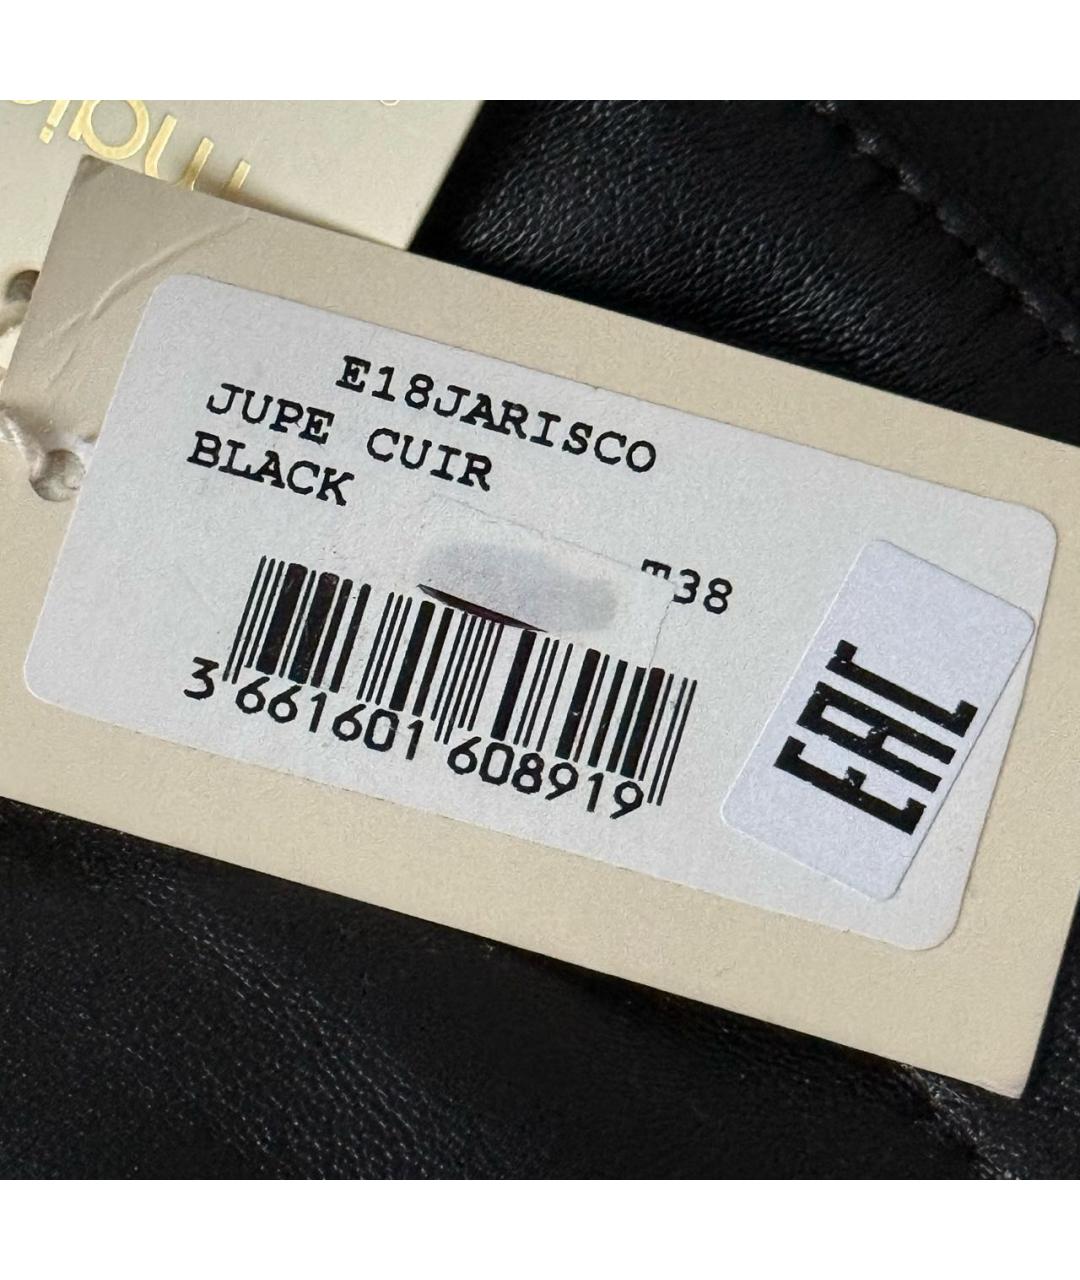 E18JARISCO
JUPE CUIR
BLACK
T38
3 661601 608919
EAC